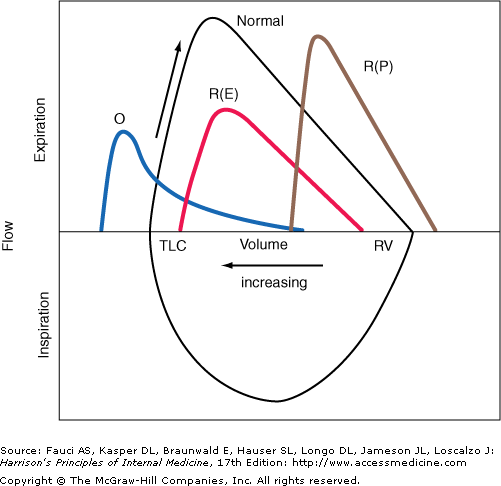 Normal
R(P)
R(E)
O
Expiration
Flow
TLC
Volume
RV
increasing
Inspiration
Source: Fauci AS, Kasper DL, Braunwald E, Hauser SL, Longo DL, Jameson JL, Loscalzo J:
Harrison's Principles of Internal Medicine, 17th Edition: http://www.accessmedicine.com
Copyright © The McGraw-Hill Companies, Inc. All rights reserved.